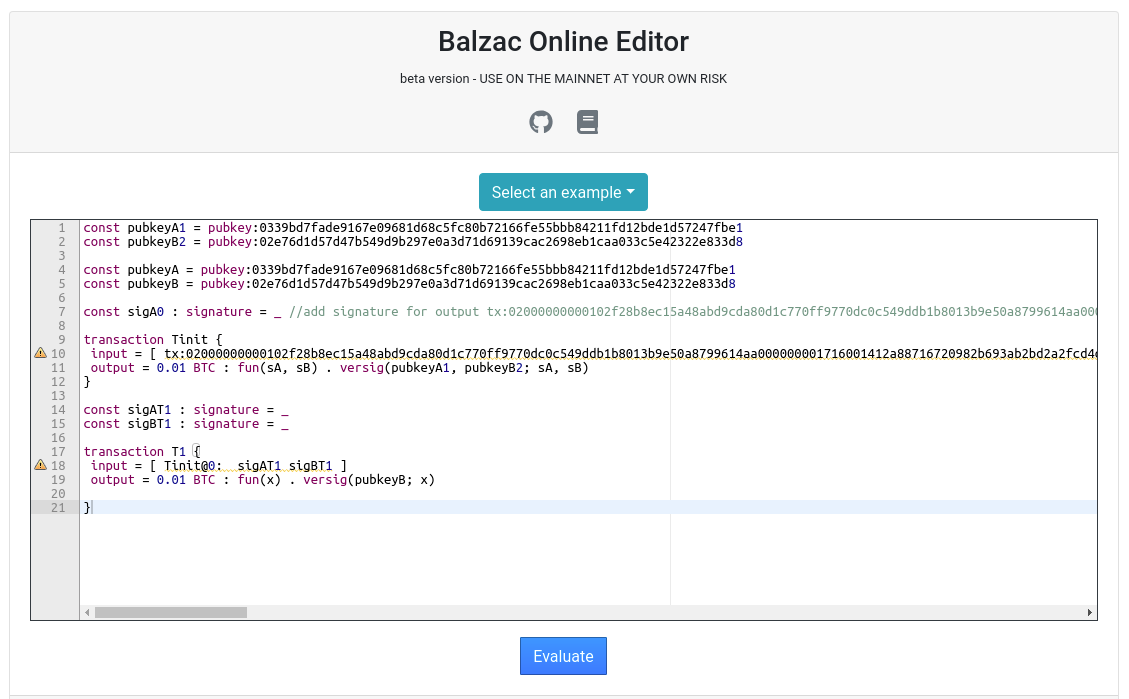 Balzac Online Editor
beta version - USE ON THE MAINNET AT YOUR OWN RISK
Select an example
1 const pubkeyA1 = pubkey:0339bd7fade9167e09681d68c5fc80b72166fe55bbb84211fd12bde1d57247fbe1
2 const pubkeyB2 = pubkey:02e76d1d57d47b549d9b297e0a3d71d69139cac2698eb1caa033c5e42322e833d8
3
4 const pubkeyA = pubkey:0339bd7fade9167e09681d68c5fc80b72166fe55bbb84211fd12bde1d57247fbe1
5 const pubkeyB = pubkey:02e76d1d57d47b549d9b297e0a3d71d69139cac2698eb1caa033c5e42322e833d8
6
7 const sigA0 : signature = _ //add signature for output tx:02000000000102f28b8ec15a48abd9cda80d1c770ff9770dc0c549ddb1b8013b9e50a8799614aa000
8
9 transaction Tinit {
10 input = [ tx:02000000000102f28b8ec15a48abd9cda80d1c770ff9770dc0c549ddb1b8013b9e50a8799614aa000000001716001412a88716720982b693ab2bd2a2fcd4
11 output = 0.01 BTC : fun(sA, sB) . versig(pubkeyA1, pubkeyB2; sA, sB)
12 }
13
14 const sigAT1 : signature = _
15 const sigBT1 : signature = _
16
17 transaction T1 {
18 input = [ Tinit@0: sigAT1 sigBT1 ]
19 output = 0.01 BTC : fun(x) . versig(pubkeyB; x)
20
21 }
Evaluate